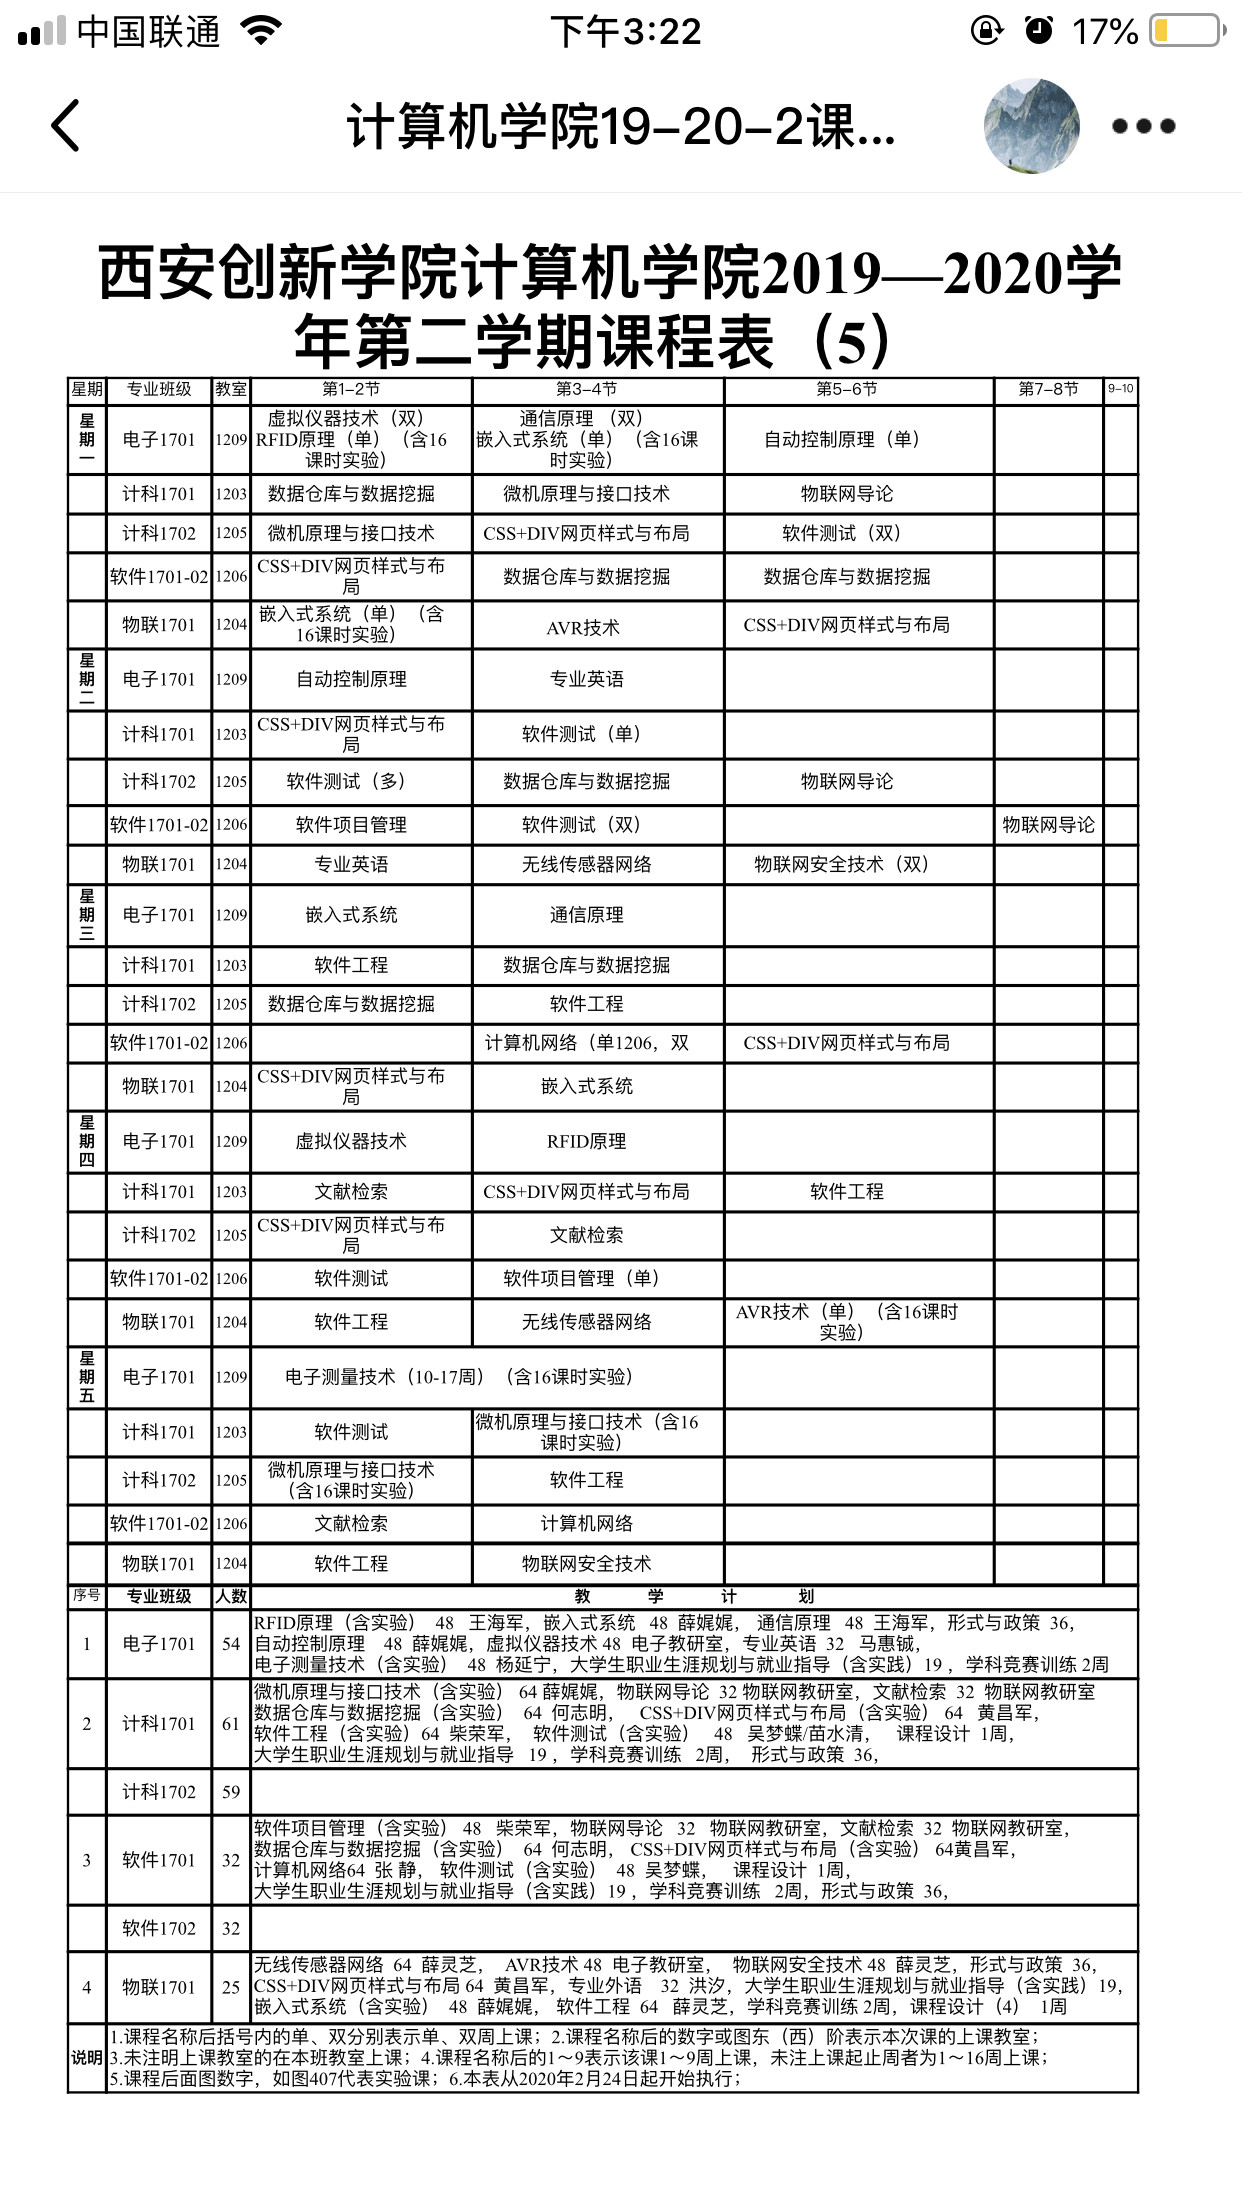 中国联通 下午3:22 17%
计算机学院19-20-2课...
西安创新学院计算机学院2019—2020学
年第二学期课程表（5）
星期 专业班级 教室 第1-2节 第3-4节 第5-6节 第7-8节 9-10
星期一 电子1701 1209 虚拟仪器技术（双） RFID原理（单）（含16课时实验） 通信原理 （双） 嵌入式系统（单）（含16课时实验） 自动控制原理（单）
计科1701 1203 数据仓库与数据挖掘 微机原理与接口技术 物联网导论
计科1702 1205 微机原理与接口技术 CSS+DIV网页样式与布局 软件测试（双）
软件1701-02 1206 CSS+DIV网页样式与布局 数据仓库与数据挖掘 数据仓库与数据挖掘
物联1701 1204 嵌入式系统（单）（含16课时实验） AVR技术 CSS+DIV网页样式与布局
星期二 电子1701 1209 自动控制原理 专业英语
计科1701 1203 CSS+DIV网页样式与布局 软件测试（单）
计科1702 1205 软件测试（多） 数据仓库与数据挖掘 物联网导论
软件1701-02 1206 软件项目管理 软件测试（双） 物联网导论
物联1701 1204 专业英语 无线传感器网络 物联网安全技术（双）
星期三 电子1701 1209 嵌入式系统 通信原理
计科1701 1203 软件工程 数据仓库与数据挖掘
计科1702 1205 数据仓库与数据挖掘 软件工程
软件1701-02 1206 计算机网络（单1206，双 CSS+DIV网页样式与布局
物联1701 1204 CSS+DIV网页样式与布局 嵌入式系统
星期四 电子1701 1209 虚拟仪器技术 RFID原理
计科1701 1203 文献检索 CSS+DIV网页样式与布局 软件工程
计科1702 1205 CSS+DIV网页样式与布局 文献检索
软件1701-02 1206 软件测试 软件项目管理（单）
物联1701 1204 软件工程 无线传感器网络 AVR技术（单）（含16课时实验）
星期五 电子1701 1209 电子测量技术（10-17周）（含16课时实验）
计科1701 1203 软件测试 微机原理与接口技术（含16课时实验）
计科1702 1205 微机原理与接口技术（含16课时实验） 软件工程
软件1701-02 1206 文献检索 计算机网络
物联1701 1204 软件工程 物联网安全技术
序号 专业班级 人数 教 学 计 划
1 电子1701 54 RFID原理（含实验） 48 王海军，嵌入式系统 48 薛娓娓， 通信原理 48 王海军，形式与政策 36，
自动控制原理 48 薛娓娓，虚拟仪器技术 48 电子教研室，专业英语 32 马惠铖，
电子测量技术（含实验） 48 杨延宁，大学生职业生涯规划与就业指导（含实践）19 ，学科竞赛训练 2周
2 计科1701 61 微机原理与接口技术（含实验） 64 薛娓娓，物联网导论 32 物联网教研室，文献检索 32 物联网教研室
数据仓库与数据挖掘（含实验） 64 何志明， CSS+DIV网页样式与布局（含实验） 64 黄昌军，
软件工程（含实验）64 柴荣军， 软件测试（含实验） 48 吴梦蝶/苗水清， 课程设计 1周，
大学生职业生涯规划与就业指导 19 ，学科竞赛训练 2周， 形式与政策 36，
计科1702 59
3 软件1701 32 软件项目管理（含实验） 48 柴荣军，物联网导论 32 物联网教研室，文献检索 32 物联网教研室，
数据仓库与数据挖掘（含实验） 64 何志明，CSS+DIV网页样式与布局（含实验） 64黄昌军，
计算机网络64 张 静， 软件测试（含实验） 48 吴梦蝶， 课程设计 1周，
大学生职业生涯规划与就业指导（含实践）19 ，学科竞赛训练 2周，形式与政策 36，
软件1702 32
4 物联1701 25 无线传感器网络 64 薛灵芝， AVR技术 48 电子教研室， 物联网安全技术 48 薛灵芝，形式与政策 36，
CSS+DIV网页样式与布局 64 黄昌军，专业外语 32 洪汐，大学生职业生涯规划与就业指导（含实践）19，
嵌入式系统（含实验） 48 薛娓娓， 软件工程 64 薛灵芝，学科竞赛训练 2周，课程设计（4） 1周
说明 1.课程名称后括号内的单、双分别表示单、双周上课；2.课程名称后的数字或图东（西）阶表示本次课的上课教室；
3.未注明上课教室的在本班教室上课；4.课程名称后的1～9表示该课1～9周上课，未注上课起止周者为1～16周上课；
5.课程后面图数字，如图407代表实验课；6.本表从2020年2月24日起开始执行；